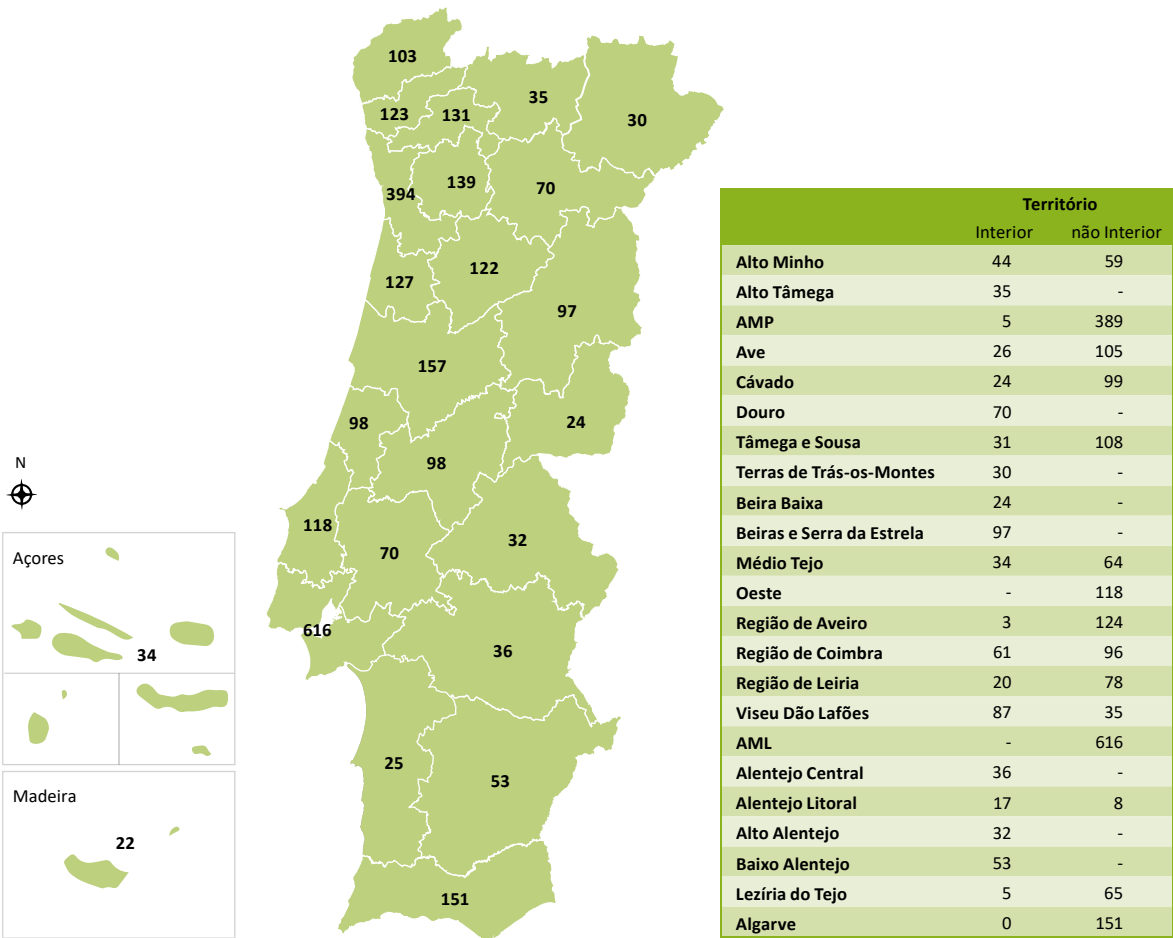 103
35
123
131
30
139
394
70
122
127
97
157
98
24
98
118
70
32
616
36
25
53
151
N
Açores
34
Madeira
22
Território
Interior não Interior
Alto Minho 44 59
Alto Tâmega 35 -
AMP 5 389
Ave 26 105
Cávado 24 99
Douro 70 -
Tâmega e Sousa 31 108
Terras de Trás-os-Montes 30 -
Beira Baixa 24 -
Beiras e Serra da Estrela 97 -
Médio Tejo 34 64
Oeste - 118
Região de Aveiro 3 124
Região de Coimbra 61 96
Região de Leiria 20 78
Viseu Dão Lafões 87 35
AML - 616
Alentejo Central 36 -
Alentejo Litoral 17 8
Alto Alentejo 32 -
Baixo Alentejo 53 -
Lezíria do Tejo 5 65
Algarve 0 151